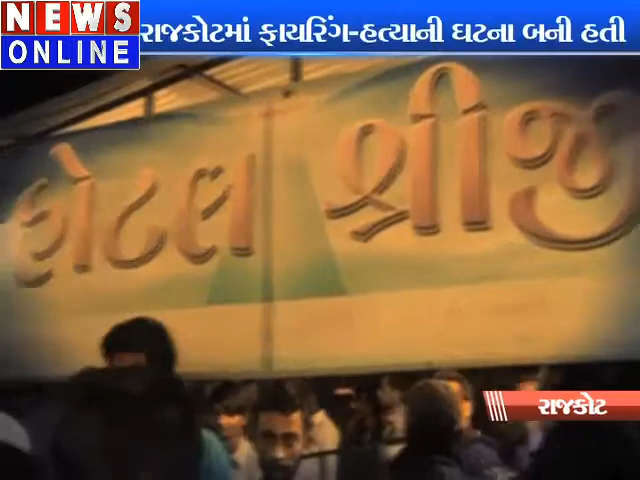 NEWS
ONLINE
રાજકોટમાં ફાયરિંગ-હત્યાની ઘટના બની હતી
હોટલ શ્રીજી
રાજકોટ